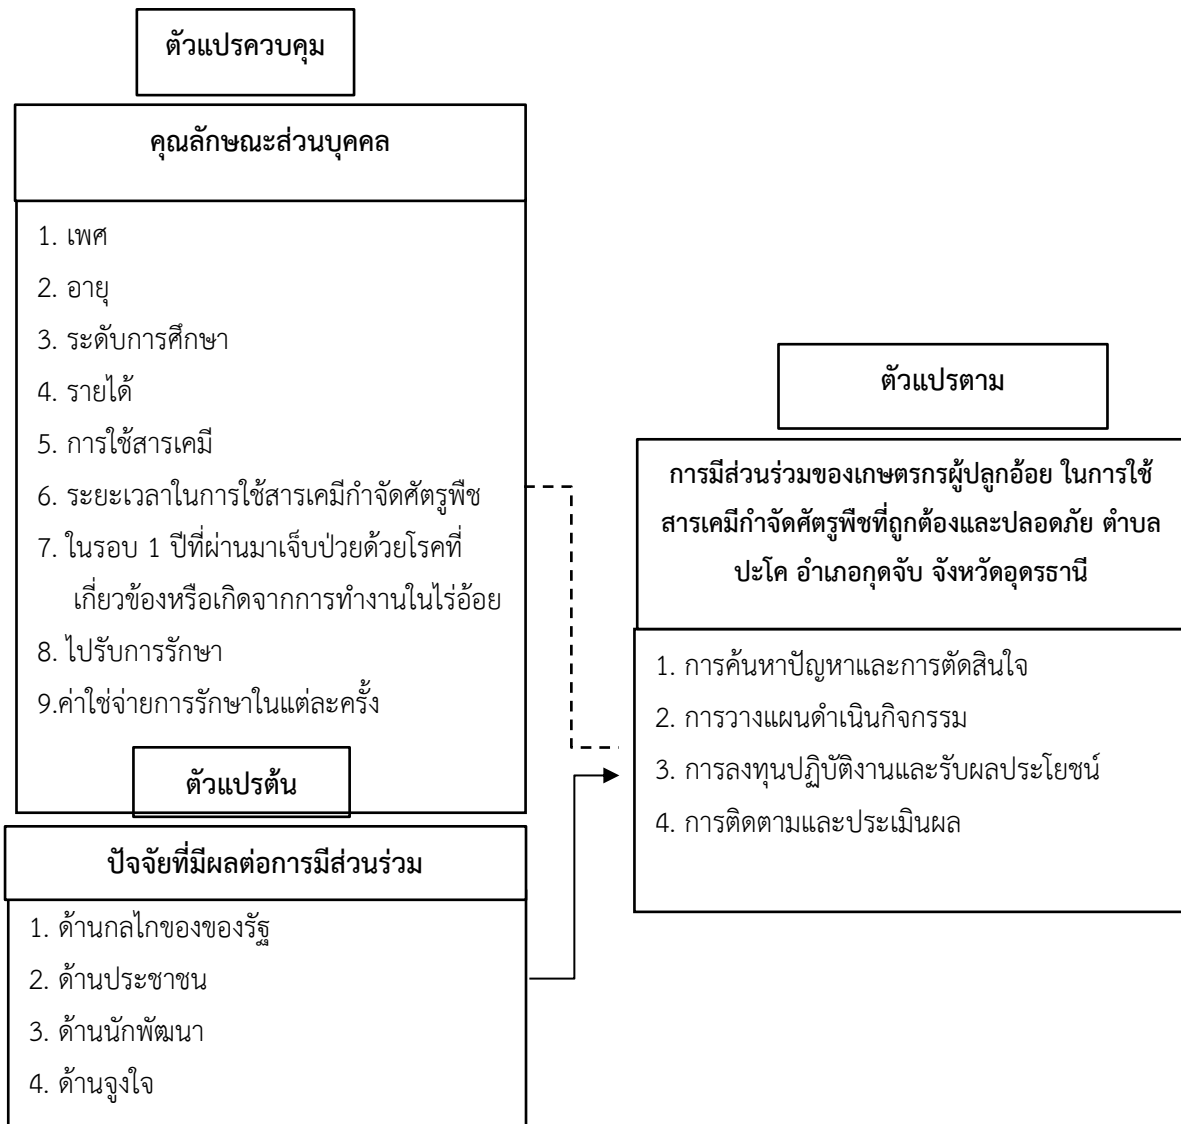 ตัวแปรควบคุม
คุณลักษณะส่วนบุคคล
1. เพศ
2. อายุ
3. ระดับการศึกษา
4. รายได้
5. การใช้สารเคมี
6. ระยะเวลาในการใช้สารเคมีกำจัดศัตรูพืช
7. ในรอบ 1 ปีที่ผ่านมาเจ็บป่วยด้วยโรคที่
เกี่ยวข้องหรือเกิดจากการทำงานในไร่อ้อย
8. ไปรับการรักษา
9.ค่าใช่จ่ายการรักษาในแต่ละครั้ง
ตัวแปรต้น
ปัจจัยที่มีผลต่อการมีส่วนร่วม
1. ด้านกลไกของของรัฐ
2. ด้านประชาชน
3. ด้านนักพัฒนา
4. ด้านจูงใจ
ตัวแปรตาม
การมีส่วนร่วมของเกษตรกรผู้ปลูกอ้อย ในการใช้
สารเคมีกำจัดศัตรูพืชที่ถูกต้องและปลอดภัย ตำบล
ปะโค อำเภอกุดจับ จังหวัดอุดรธานี
1. การค้นหาปัญหาและการตัดสินใจ
2. การวางแผนดำเนินกิจกรรม
3. การลงทุนปฏิบัติงานและรับผลประโยชน์
4. การติดตามและประเมินผล